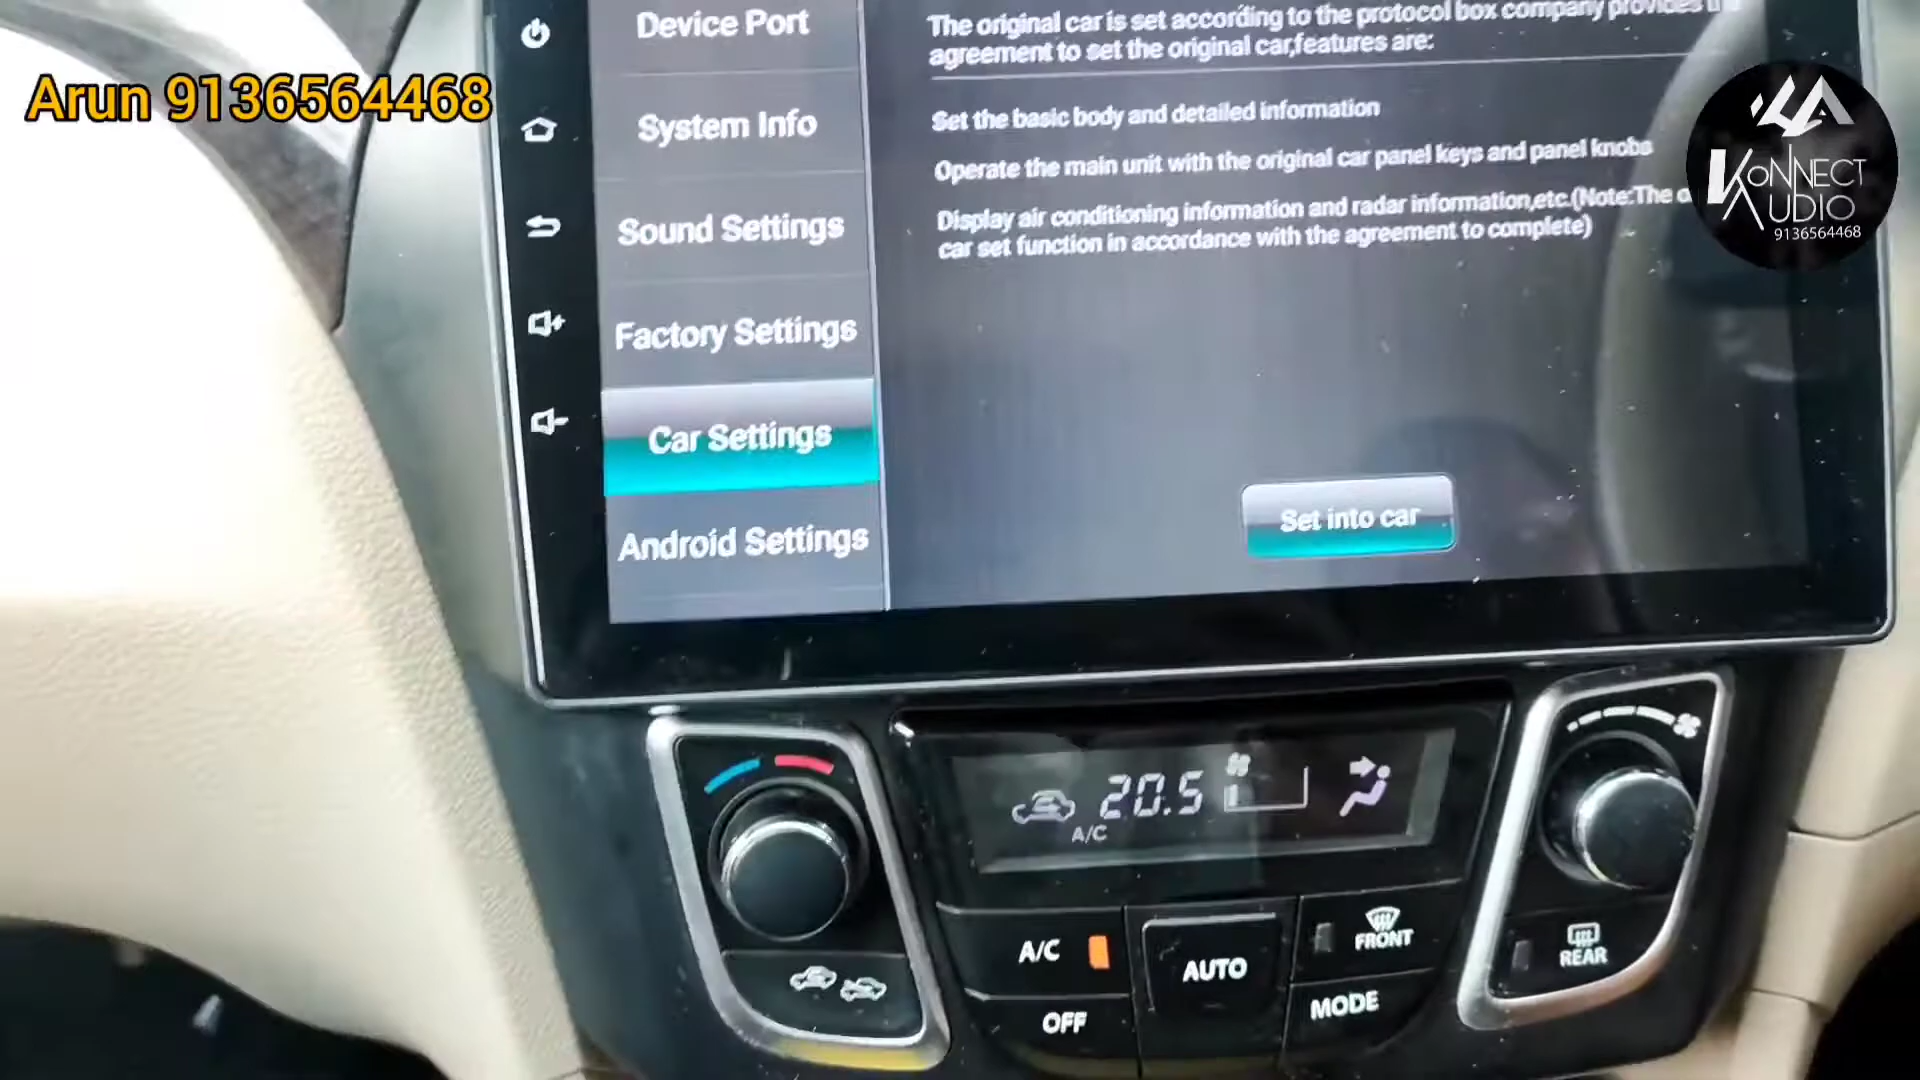 Arun 9136564468
Device Port
System Info
Sound Settings
Factory Settings
Car Settings
Android Settings
The original car is set according to the protocol box company provides
agreement to set the original car,features are:
Set the basic body and detailed information
Operate the main unit with the original car panel keys and panel knobs
Display air conditioning information and radar information,etc.(Note:The
car set function in accordance with the agreement to complete)
Set into car
KONNECT
AUDIO
9136564468
20.5
A/C
A/C
AUTO
FRONT
REAR
OFF
MODE